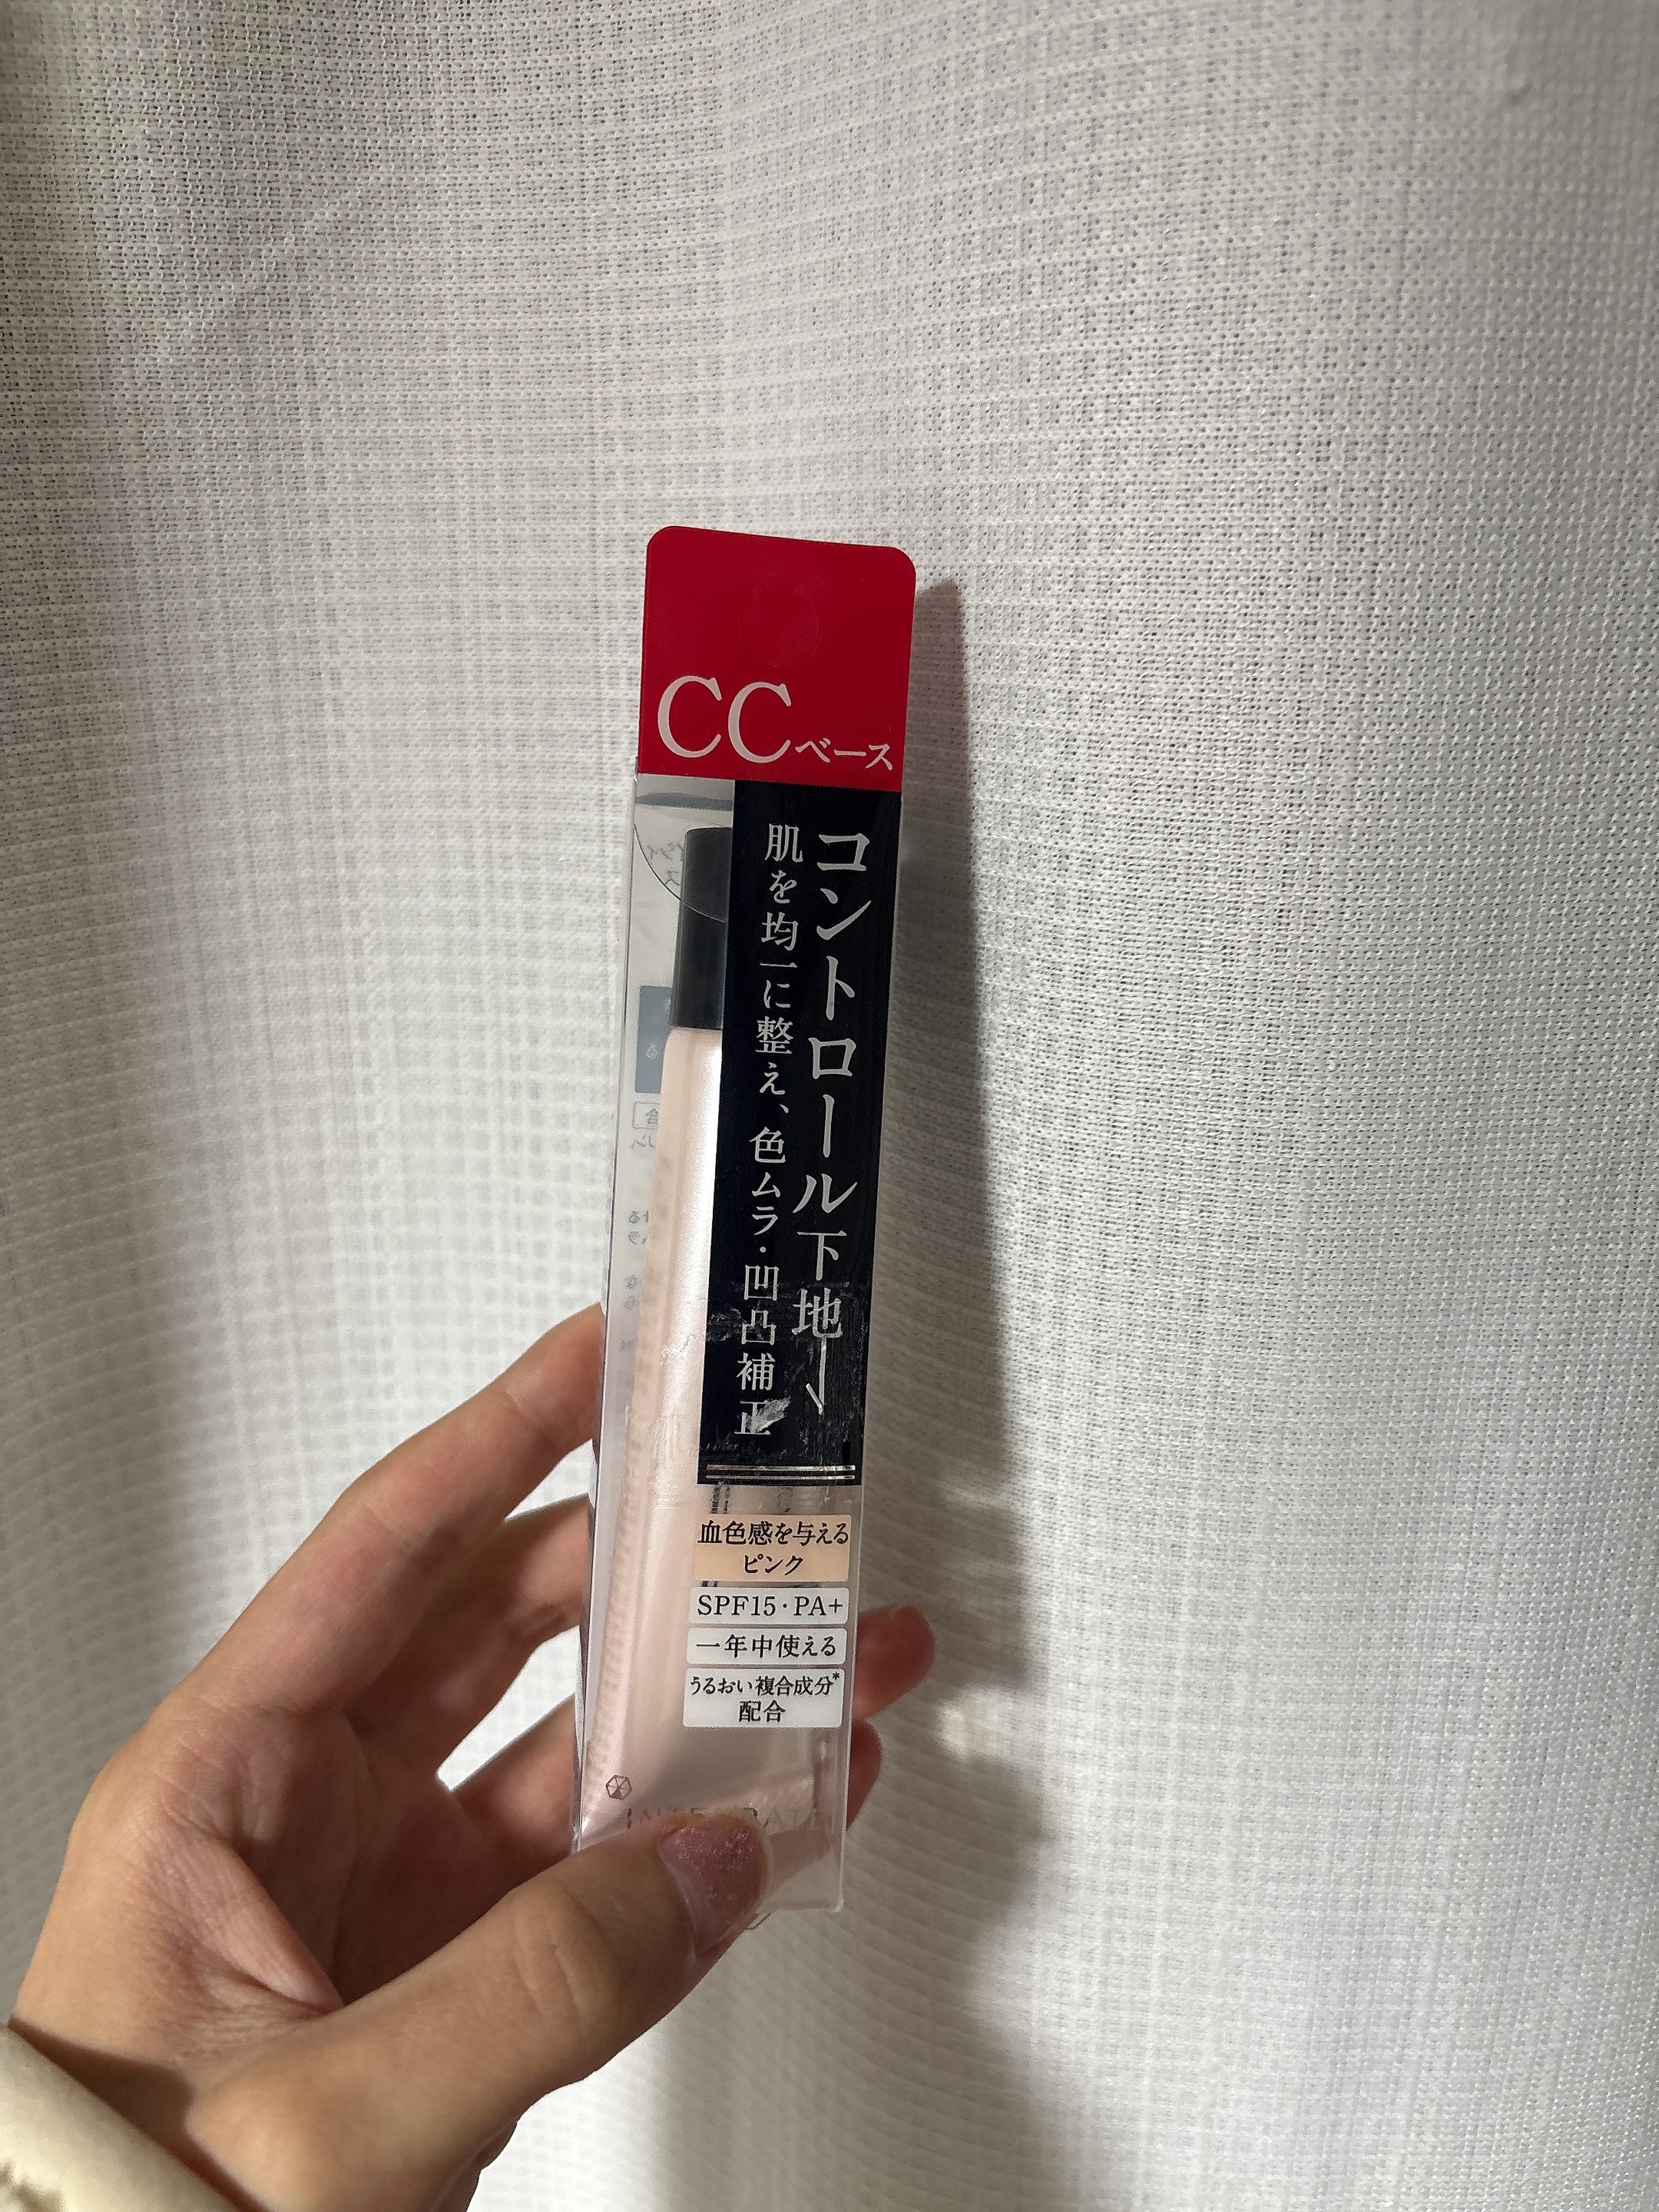 CCベース
コントロール下地
肌を均一に整え、色ムラ・凹凸補正
血色感を与える
ピンク
SPF15・PA+
一年中使える
うるおい複合成分*
配合